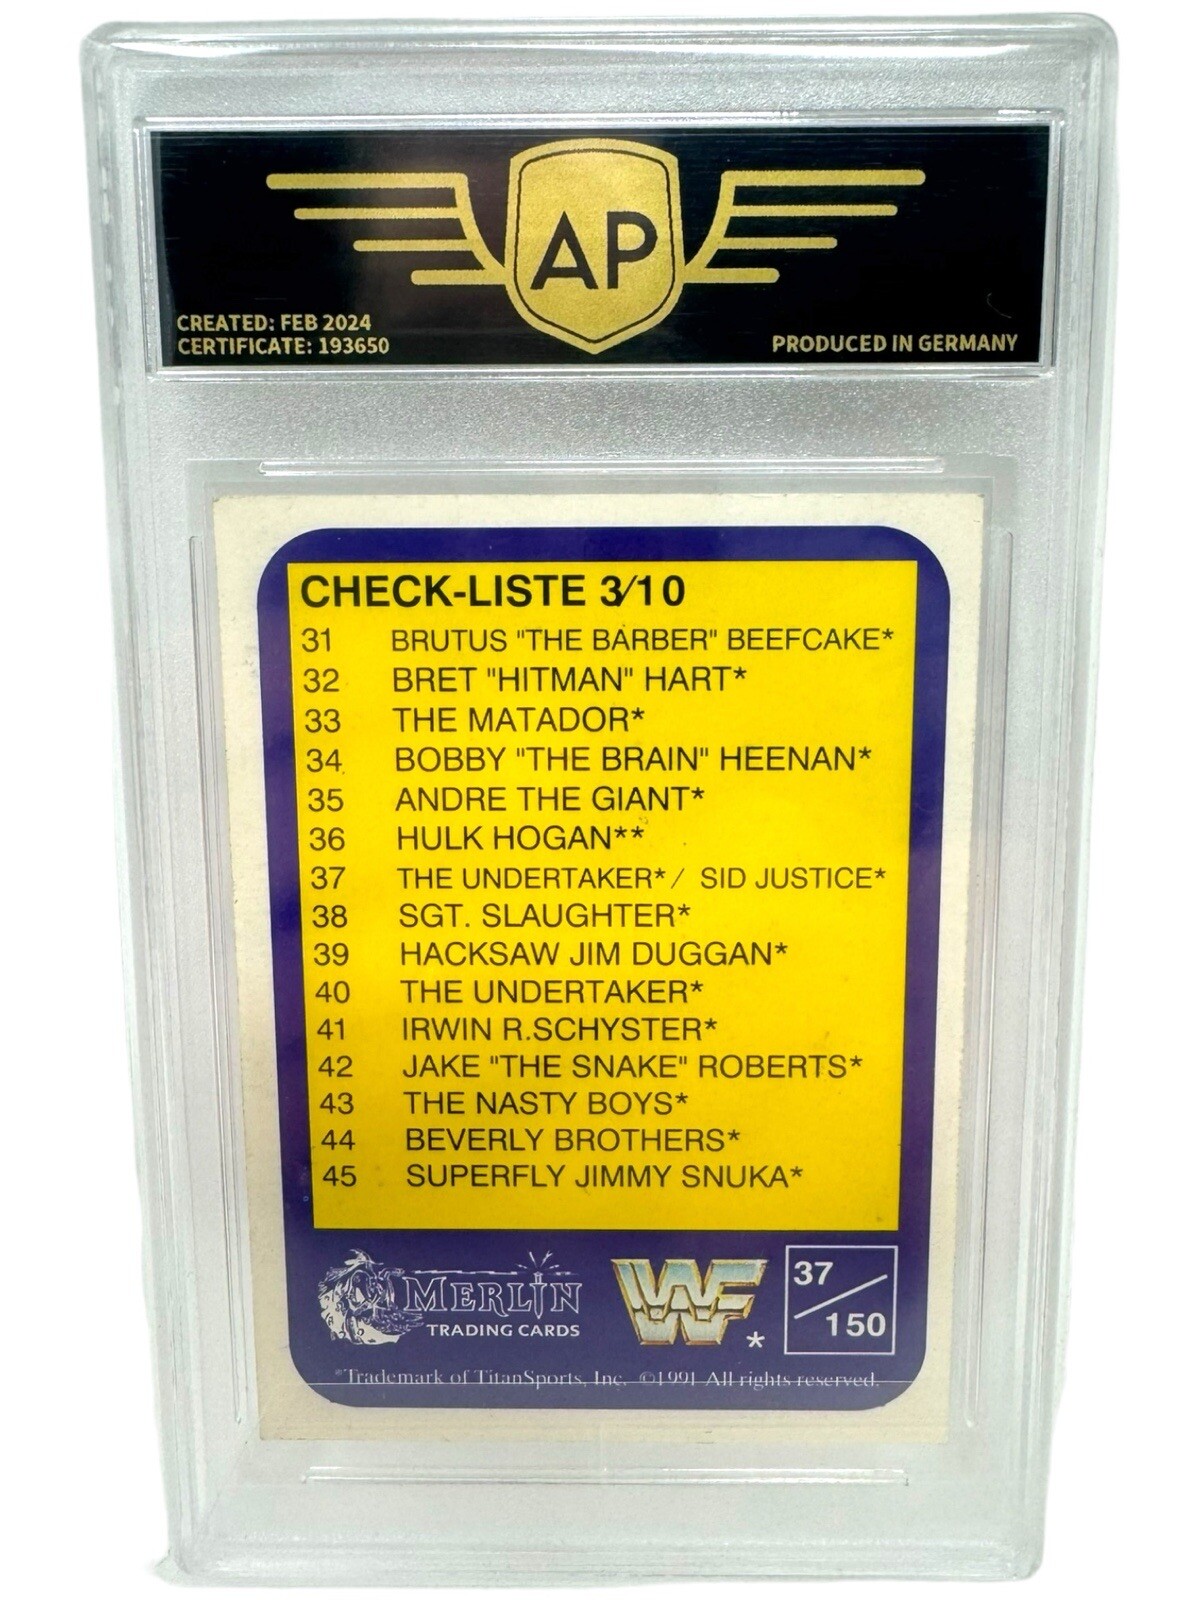 AP
CREATED: FEB 2024
CERTIFICATE: 193650
PRODUCED IN GERMANY
CHECK-LISTE 3/10
31 BRUTUS "THE BARBER" BEEFCAKE*
32 BRET "HITMAN" HART*
33 THE MATADOR*
34 BOBBY "THE BRAIN" HEENAN*
35 ANDRE THE GIANT*
36 HULK HOGAN**
37 THE UNDERTAKER* / SID JUSTICE*
38 SGT. SLAUGHTER*
39 HACKSAW JIM DUGGAN*
40 THE UNDERTAKER*
41 IRWIN R.SCHYSTER*
42 JAKE "THE SNAKE" ROBERTS*
43 THE NASTY BOYS*
44 BEVERLY BROTHERS*
45 SUPERFLY JIMMY SNUKA*
MERLIN
TRADING CARDS
WF *
37/150
*Trademark of TitanSports, Inc. ©1991 All rights reserved.